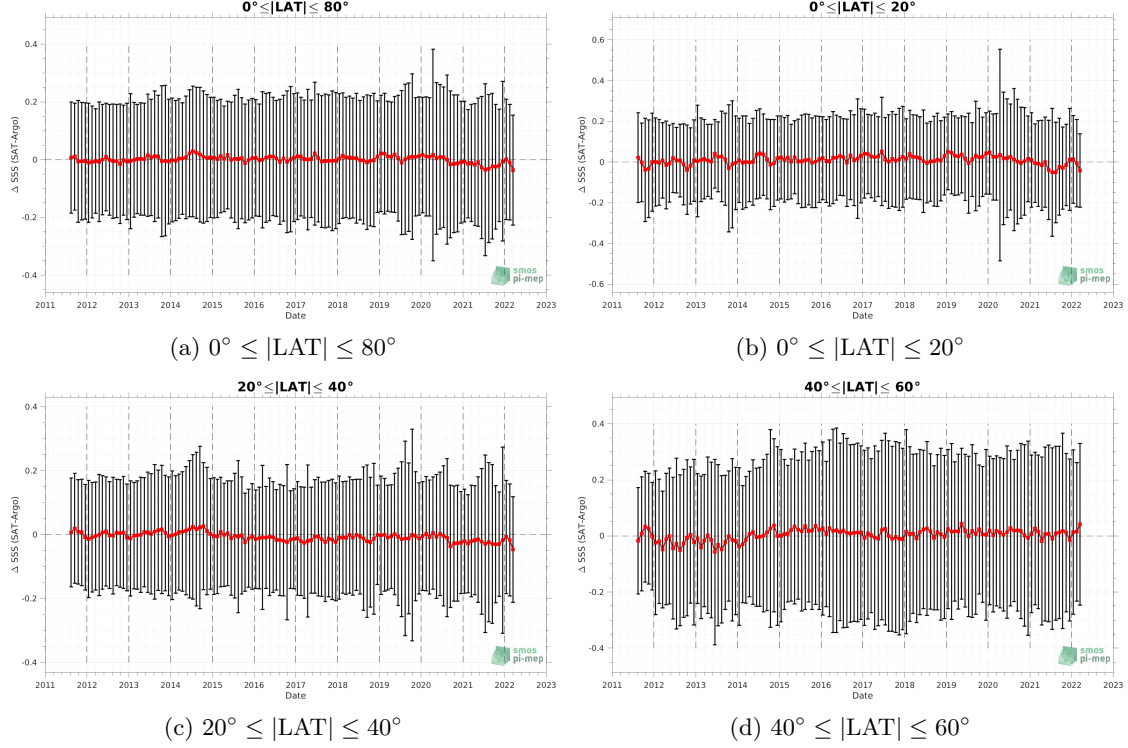 0°≤|LAT|≤ 80°
0.4
0.2
0
-0.2
-0.4
Δ SSS (SAT-Argo)
smos
pi-mep
2011 2012 2013 2014 2015 2016 2017 2018 2019 2020 2021 2022 2023
Date
(a) 0° ≤ |LAT| ≤ 80°
0°≤|LAT|≤ 20°
0.6
0.4
0.2
0
-0.2
-0.4
-0.6
Δ SSS (SAT-Argo)
smos
pi-mep
2011 2012 2013 2014 2015 2016 2017 2018 2019 2020 2021 2022 2023
Date
(b) 0° ≤ |LAT| ≤ 20°
20°≤|LAT|≤ 40°
0.4
0.2
0
-0.2
-0.4
Δ SSS (SAT-Argo)
smos
pi-mep
2011 2012 2013 2014 2015 2016 2017 2018 2019 2020 2021 2022 2023
Date
(c) 20° ≤ |LAT| ≤ 40°
40°≤|LAT|≤ 60°
0.4
0.2
0
-0.2
-0.4
Δ SSS (SAT-Argo)
smos
pi-mep
2011 2012 2013 2014 2015 2016 2017 2018 2019 2020 2021 2022 2023
Date
(d) 40° ≤ |LAT| ≤ 60°